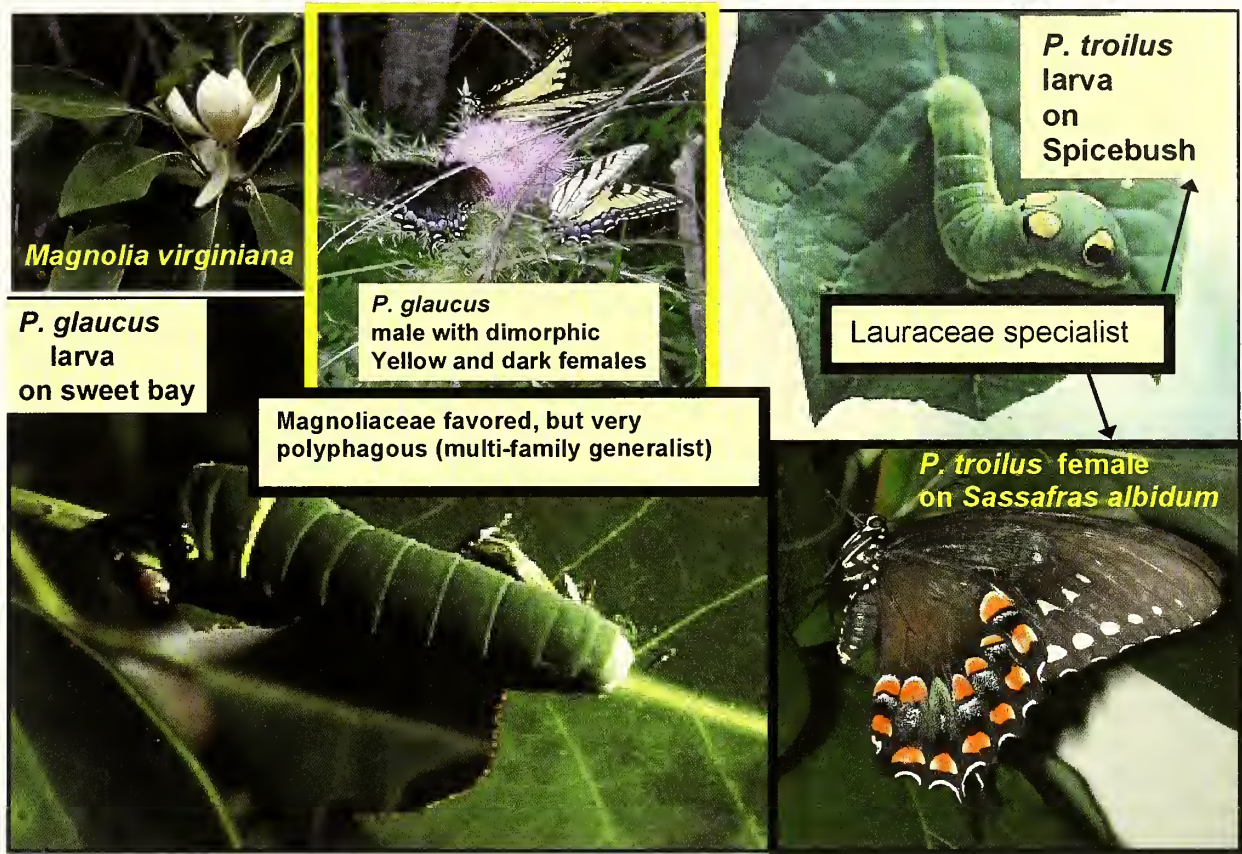 Magnolia virginiana
P. glaucus
larva
on sweet bay
P. glaucus
male with dimorphic
Yellow and dark females
Magnoliaceae favored, but very
polyphagous (multi-family generalist)
P. troilus
larva
on
Spicebush
Lauraceae specialist
P. troilus female
on Sassafras albidum